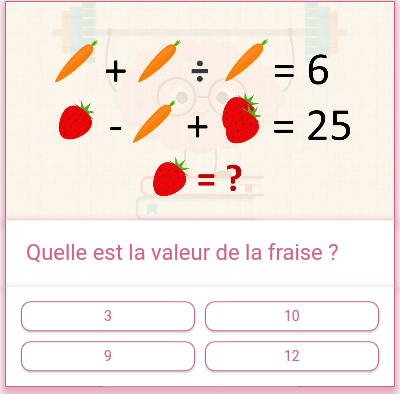 + ÷ = 6
- + = 25
= ?
Quelle est la valeur de la fraise ?
3
10
9
12